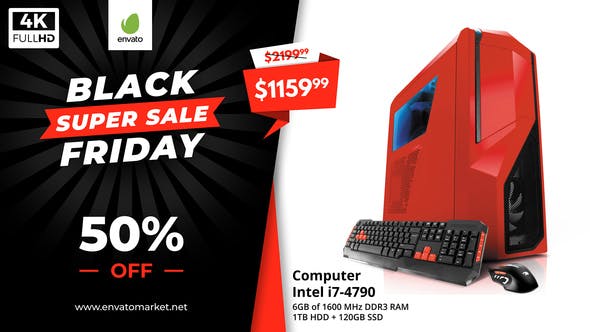 4K
FULLHD
envato
BLACK
SUPER SALE
FRIDAY
50%
OFF
www.envatomarket.net
$2199.99
$1159.99
Computer
Intel i7-4790
6GB of 1600 MHz DDR3 RAM
1TB HDD + 120GB SSD